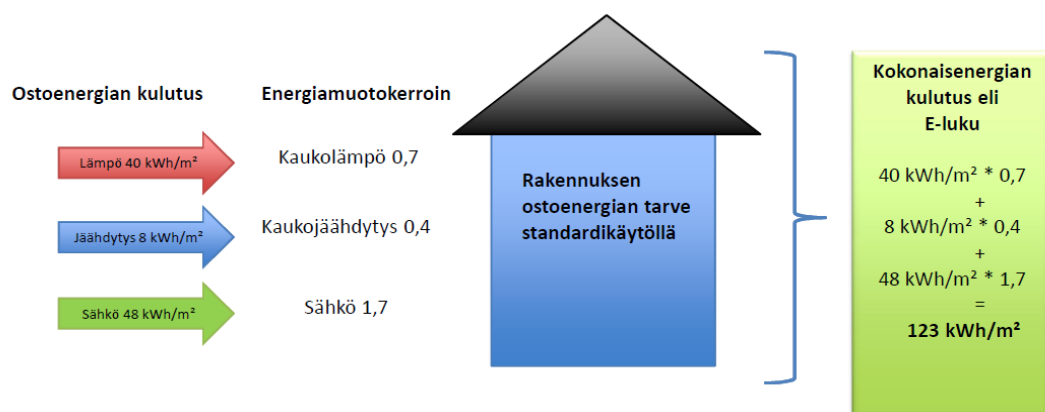 Ostoenergian kulutus
Energiamuotokerroin
Lämpö 40 kWh/m²
Kaukolämpö 0,7
Jäähdytys 8 kWh/m²
Kaukojäähdytys 0,4
Sähkö 48 kWh/m²
Sähkö 1,7
Rakennuksen
ostoenergian tarve
standardikäytöllä
Kokonaisenergian
kulutus eli
E-luku
40 kWh/m² * 0,7
+
8 kWh/m² * 0,4
+
48 kWh/m² * 1,7
=
123 kWh/m²